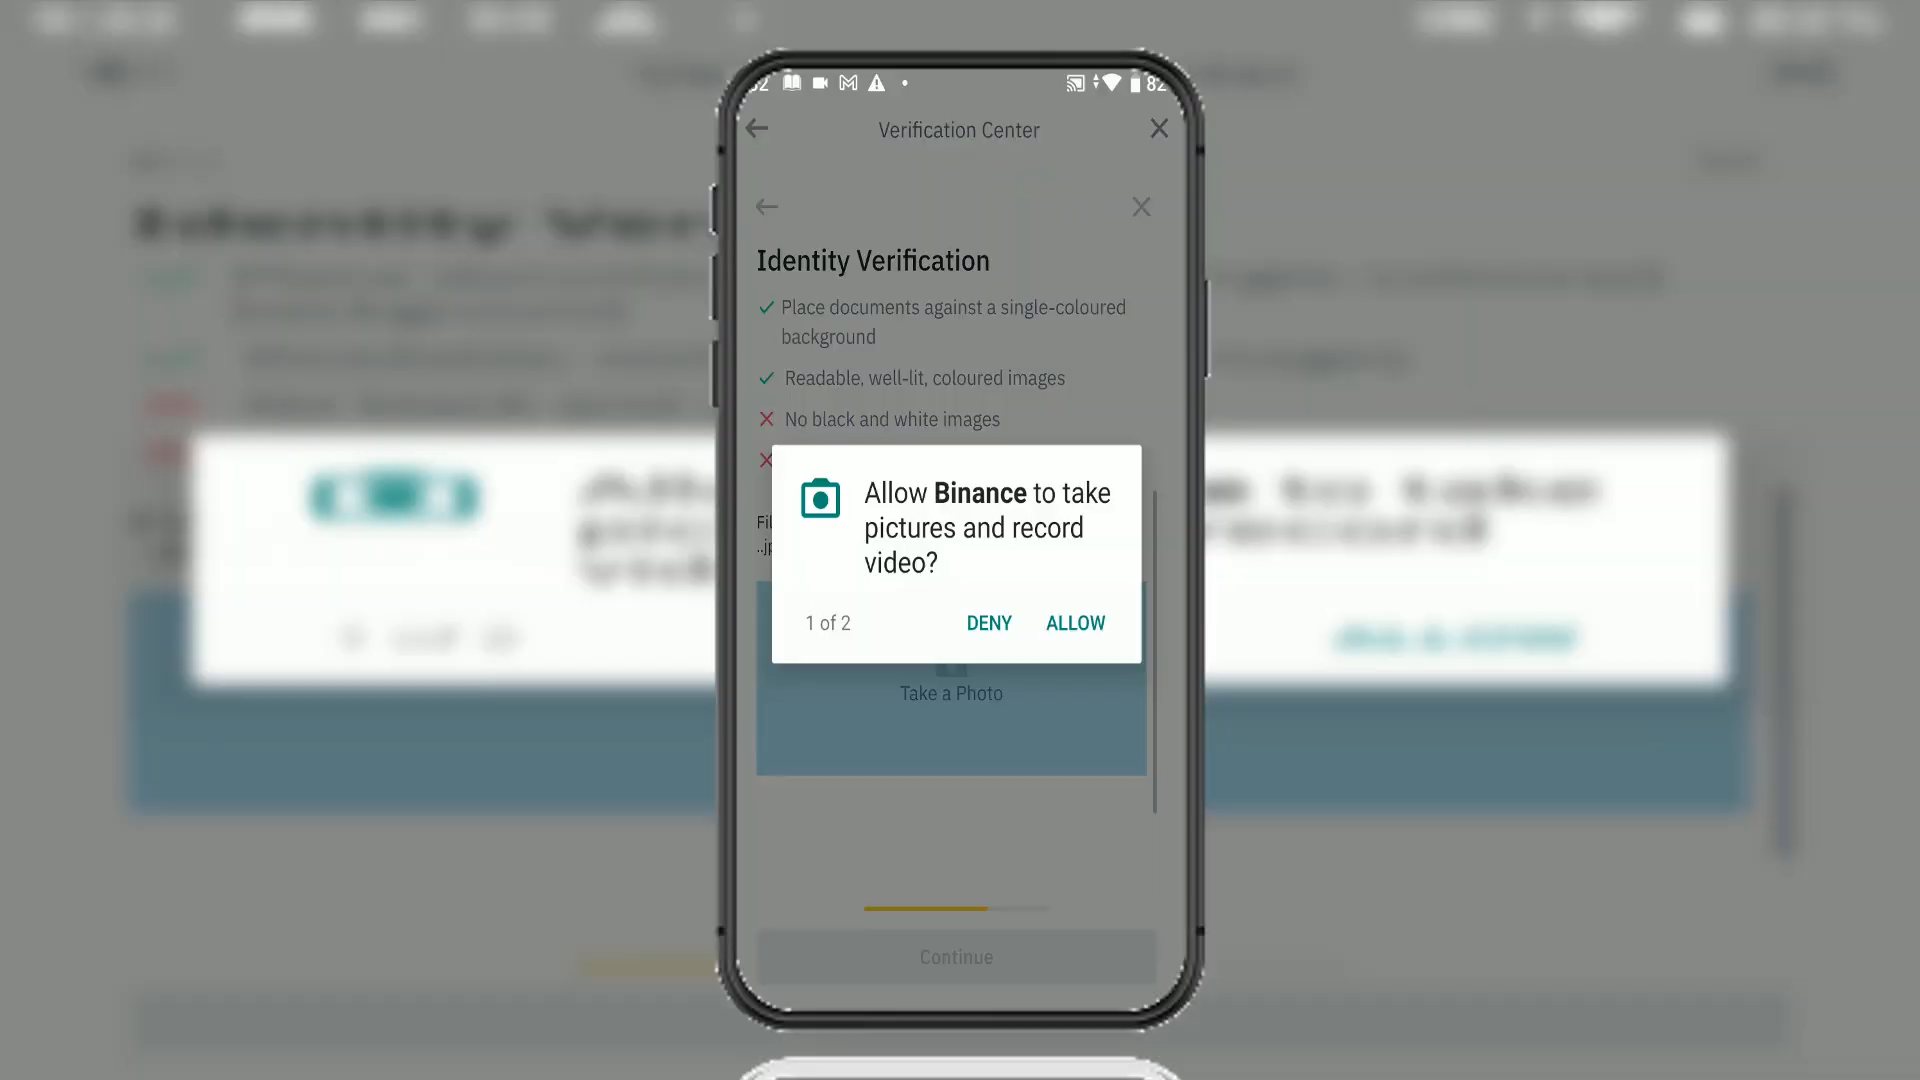 82
Verification Center
Identity Verification
Place documents against a single-coloured
background
Readable, well-lit, coloured images
No black and white images
Allow Binance to take
pictures and record
video?
1 of 2
DENY
ALLOW
Take a Photo
Continue